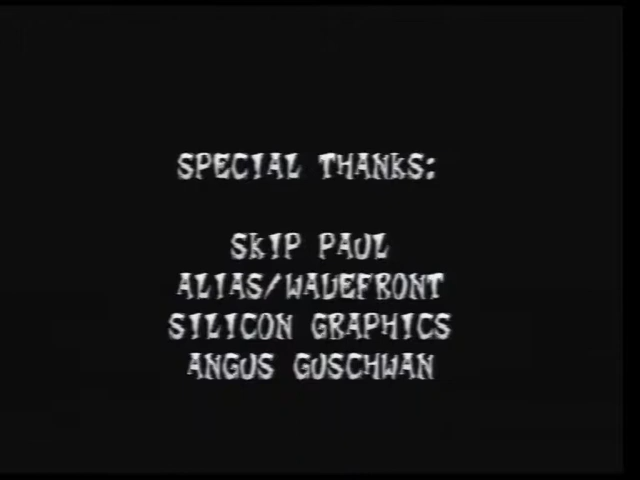 SPECIAL THANKS:
SKIP PAUL
ALIAS/WAVEFRONT
SILICON GRAPHICS
ANGUS GUSCHWAN